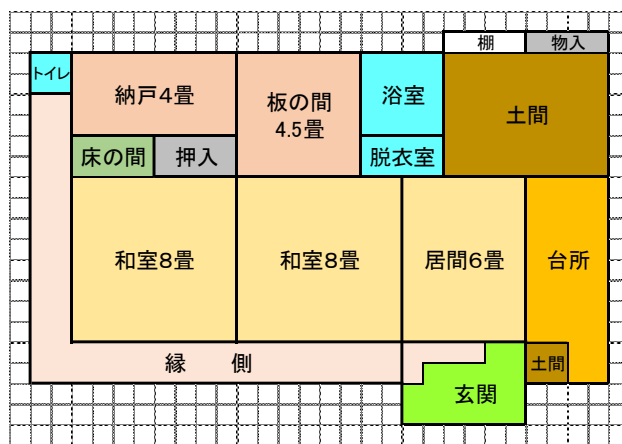 棚
物入
トイレ
納戸4畳
板の間
4.5畳
浴室
土間
床の間
押入
脱衣室
和室8畳
和室8畳
居間6畳
台所
縁　側
土間
玄関